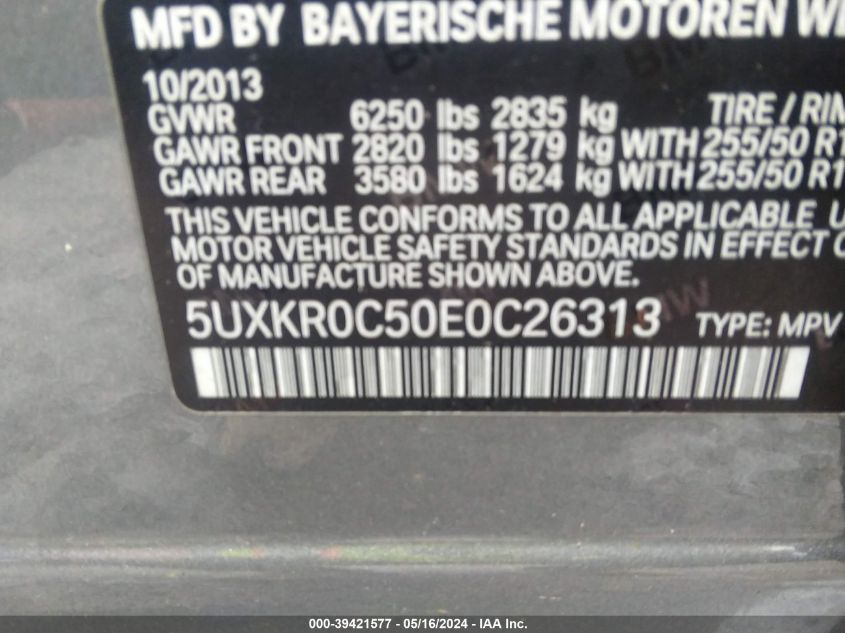 MFD BY BAYERISCHE MOTOREN
10/2013
GVWR 6250 lbs 2835 kg TIRE / RIM
GAWR FRONT 2820 lbs 1279 kg WITH 255/50 R1
GAWR REAR 3580 lbs 1624 kg WITH 255/50 R1
THIS VEHICLE CONFORMS TO ALL APPLICABLE U
MOTOR VEHICLE SAFETY STANDARDS IN EFFECT O
OF MANUFACTURE SHOWN ABOVE.
5UXKR0C50E0C26313 TYPE: MPV
000-39421577 - 05/16/2024 - IAA Inc.